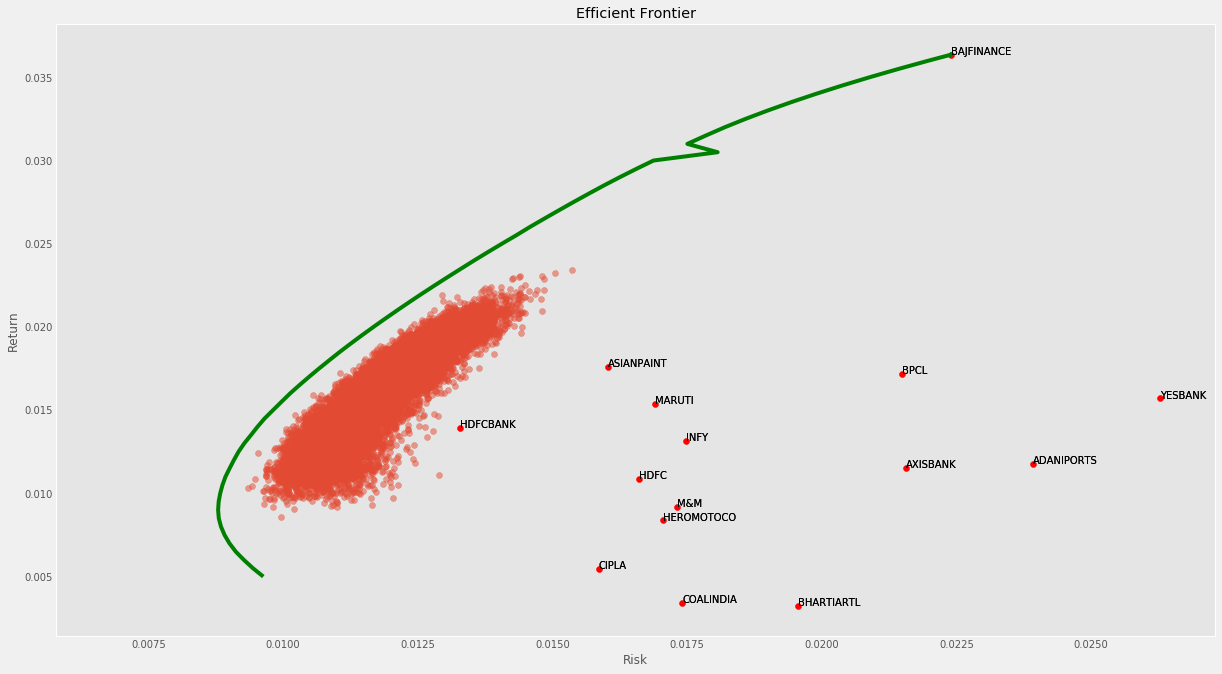 Efficient Frontier
BAJFINANCE
0.035
0.030
0.025
0.020
Return
ASIANPAINT
BPCL
YESBANK
0.015
MARUTI
HDFCBANK
INFY
AXISBANK
ADANIPORTS
HDFC
0.010
M&M
HEROMOTOCO
CIPLA
0.005
COALINDIA
BHARTIARTL
0.0075 0.0100 0.0125 0.0150 0.0175 0.0200 0.0225 0.0250
Risk